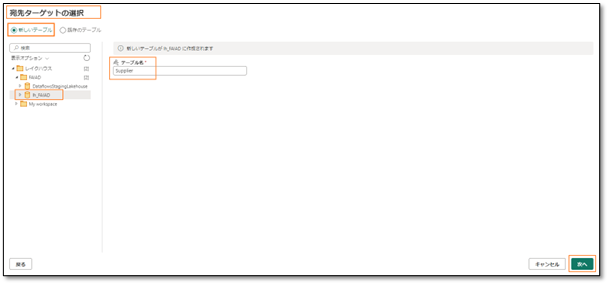 宛先ターゲットの選択
新しいテーブル 既存のテーブル
検索
表示オプション
レイクハウス
FAIAD
DataflowsStagingLakehouse
lh_FAIAD
My workspace
新しいテーブルが lh_FAIAD に作成されます
テーブル名 *
Supplier
戻る
キャンセル
次へ